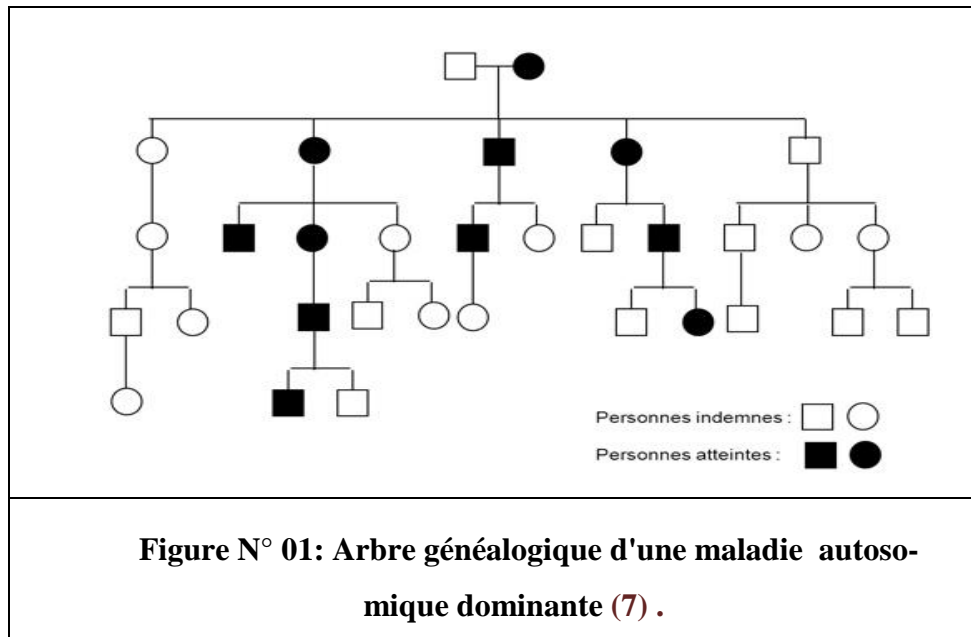 Personnes indemnes :
Personnes atteintes :
Figure N° 01: Arbre généalogique d'une maladie autoso-
mique dominante (7) .